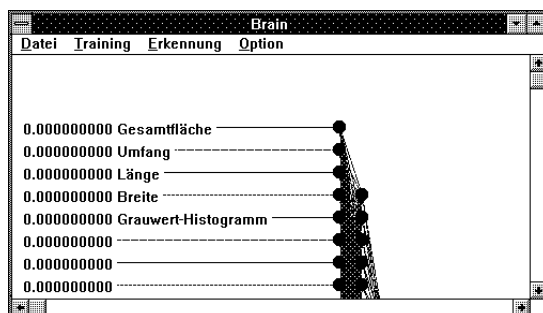 Brain
Datei Training Erkennung Option
0.000000000 Gesamtfläche
0.000000000 Umfang
0.000000000 Länge
0.000000000 Breite
0.000000000 Grauwert-Histogramm
0.000000000
0.000000000
0.000000000